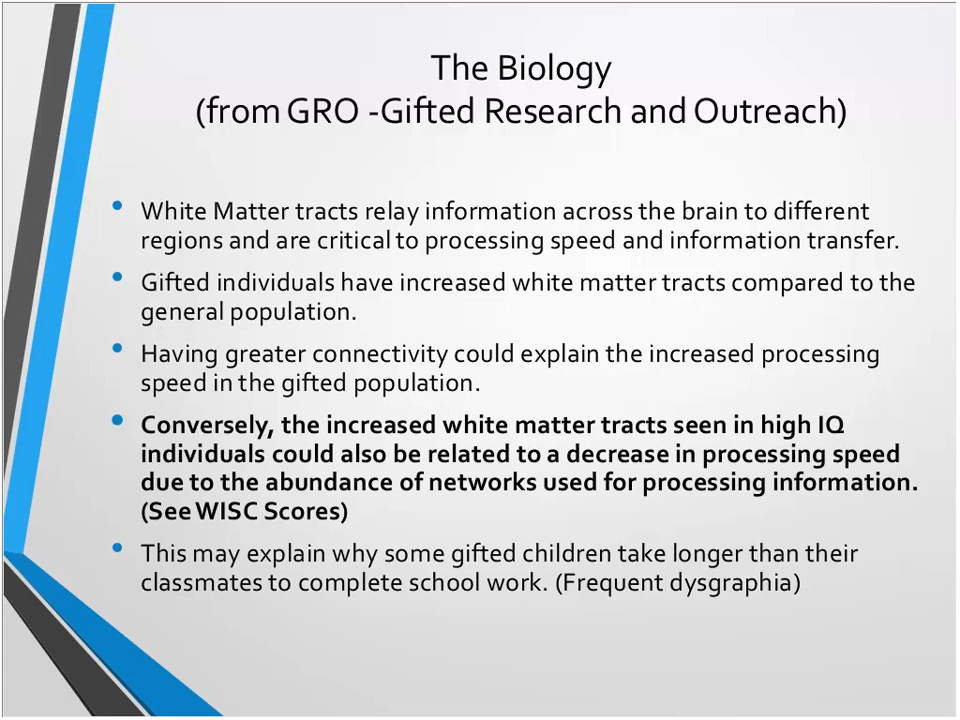 The Biology
(from GRO -Gifted Research and Outreach)
• White Matter tracts relay information across the brain to different
regions and are critical to processing speed and information transfer.
• Gifted individuals have increased white matter tracts compared to the
general population.
• Having greater connectivity could explain the increased processing
speed in the gifted population.
• Conversely, the increased white matter tracts seen in high IQ
individuals could also be related to a decrease in processing speed
due to the abundance of networks used for processing information.
(See WISC Scores)
• This may explain why some gifted children take longer than their
classmates to complete school work. (Frequent dysgraphia)